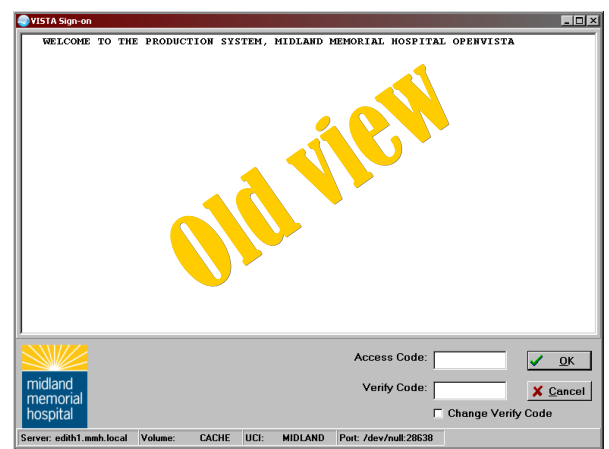 VISTA Sign-on
WELCOME TO THE PRODUCTION SYSTEM, MIDLAND MEMORIAL HOSPITAL OPENVISTA
Old view
midland
memorial
hospital
Access Code:
OK
Verify Code:
Cancel
Change Verify Code
Server: edith1.mmh.local Volume: CACHE UCI: MIDLAND Port: /dev/null:28638